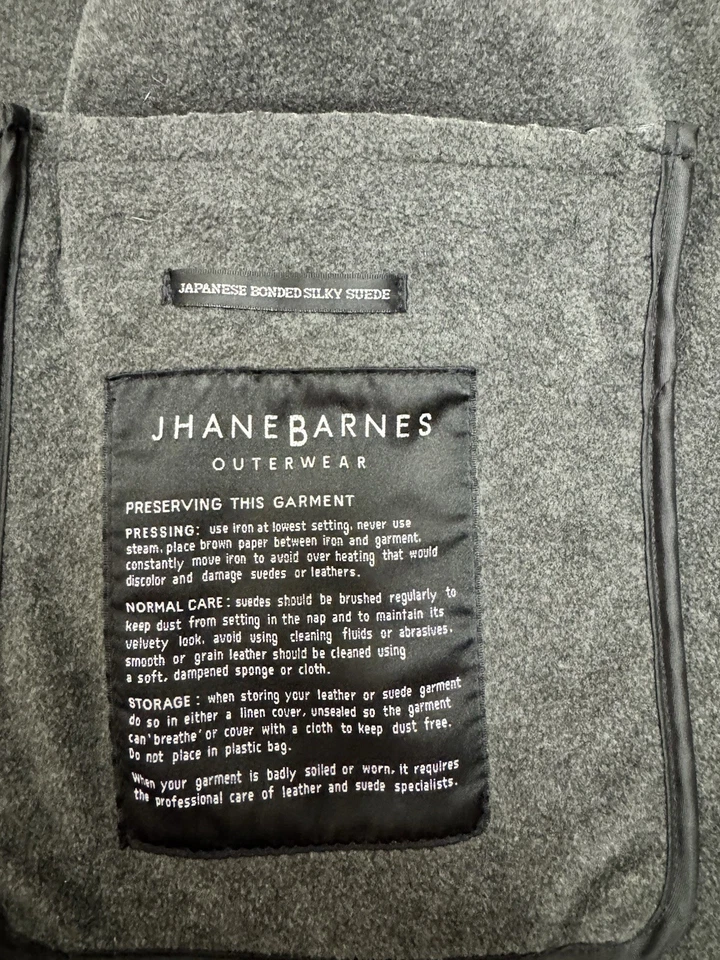 JAPANESE BONDED SILKY SUEDE
JHANE BARNES
OUTERWEAR
PRESERVING THIS GARMENT
PRESSING: use iron at lowest setting, never use
steam, place brown paper between iron and garment,
constantly move iron to avoid over heating that would
discolor and damage suedes or leathers.
NORMAL CARE: suedes should be brushed regularly to
keep dust from setting in the nap and to maintain its
velvety look, avoid using cleaning fluids or abrasives.
smooth or grain leather should be cleaned using
a soft, dampened sponge or cloth.
STORAGE: when storing your leather or suede garment
do so in either a linen cover, unsealed so the garment
can 'breathe' or cover with a cloth to keep dust free.
Do not place in plastic bag.
When your garment is badly soiled or worn, it requires
the professional care of leather and suede specialists.